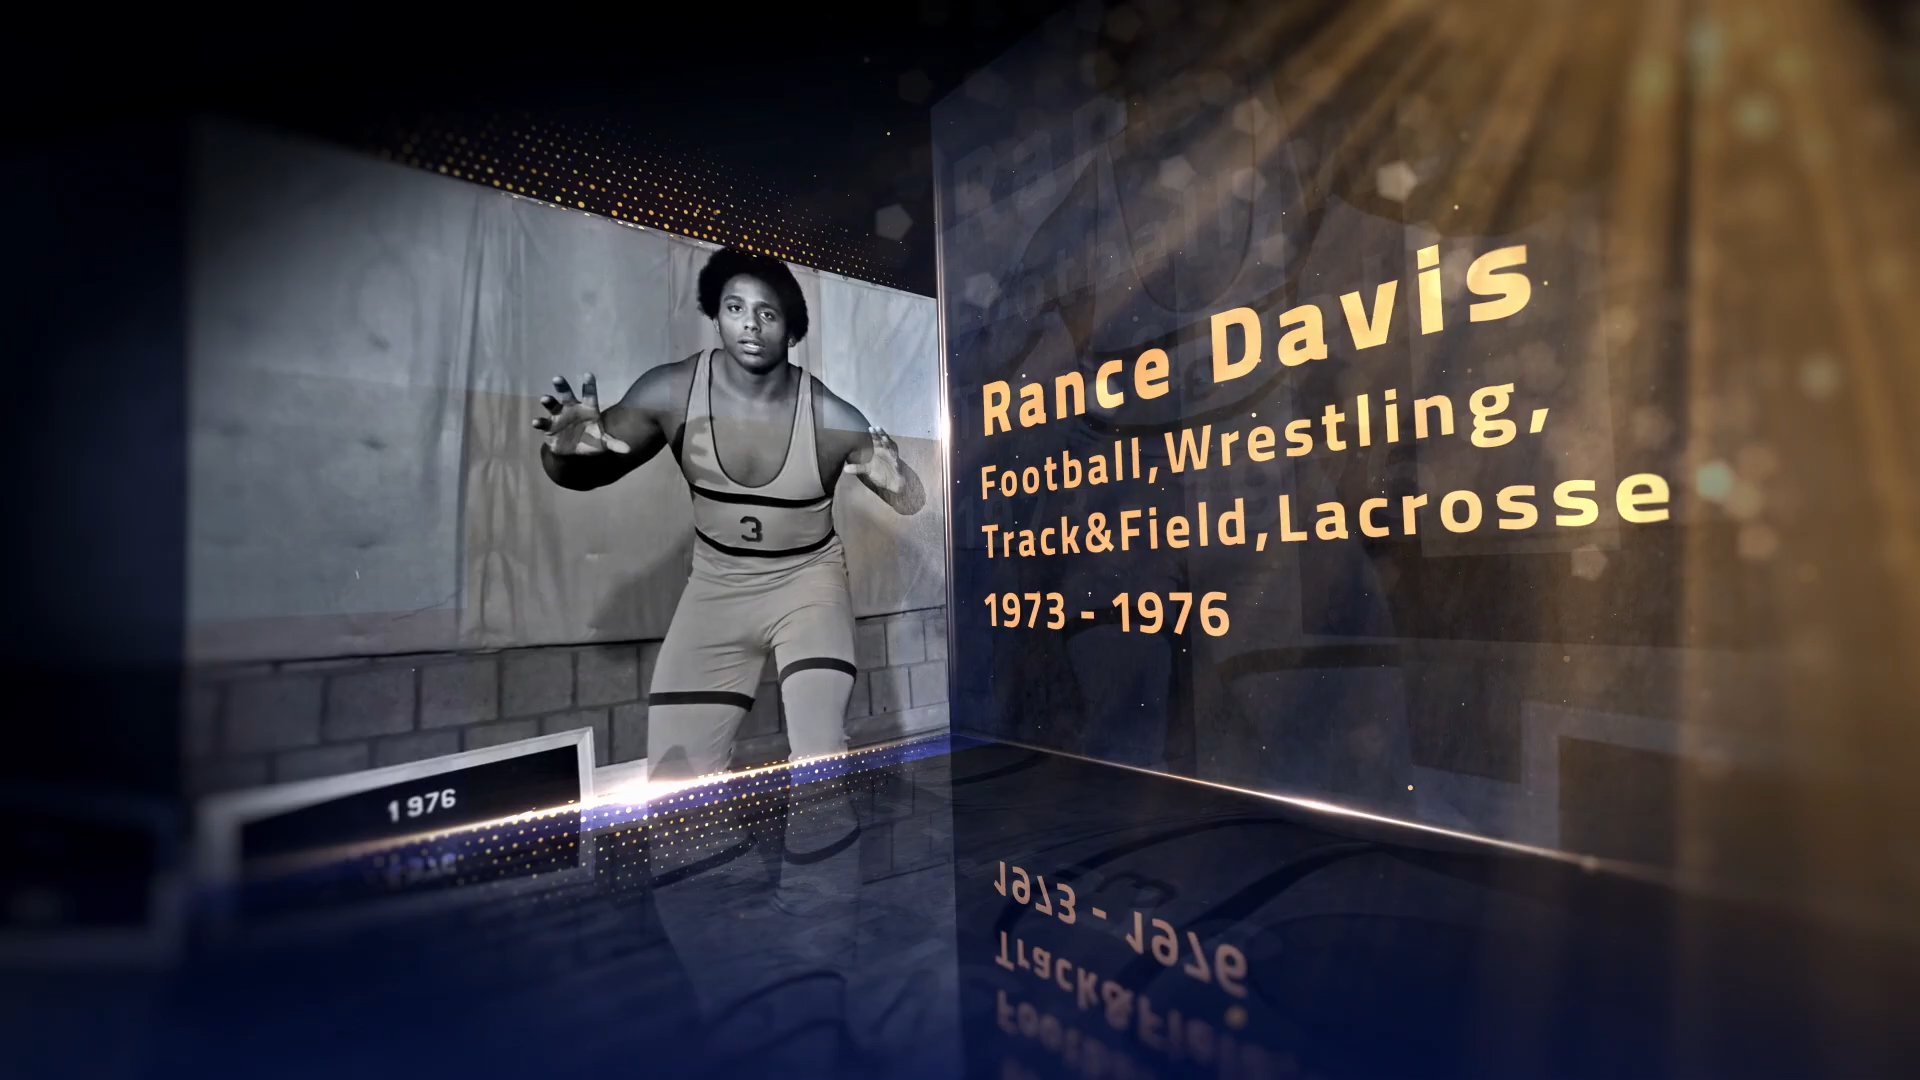 Rance Davis
Football,Wrestling,
Track&Field,Lacrosse
1973 - 1976
3
1976